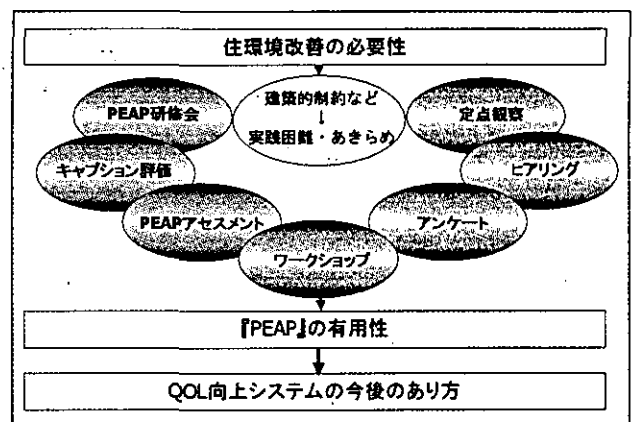 住環境改善の必要性
建築的制約など
↓
実践困難・あきらめ
PEAP研修会
定点観察
キャプション評価
ヒアリング
PEAPアセスメント
アンケート
ワークショップ
『PEAP』の有用性
QOL向上システムの今後のあり方